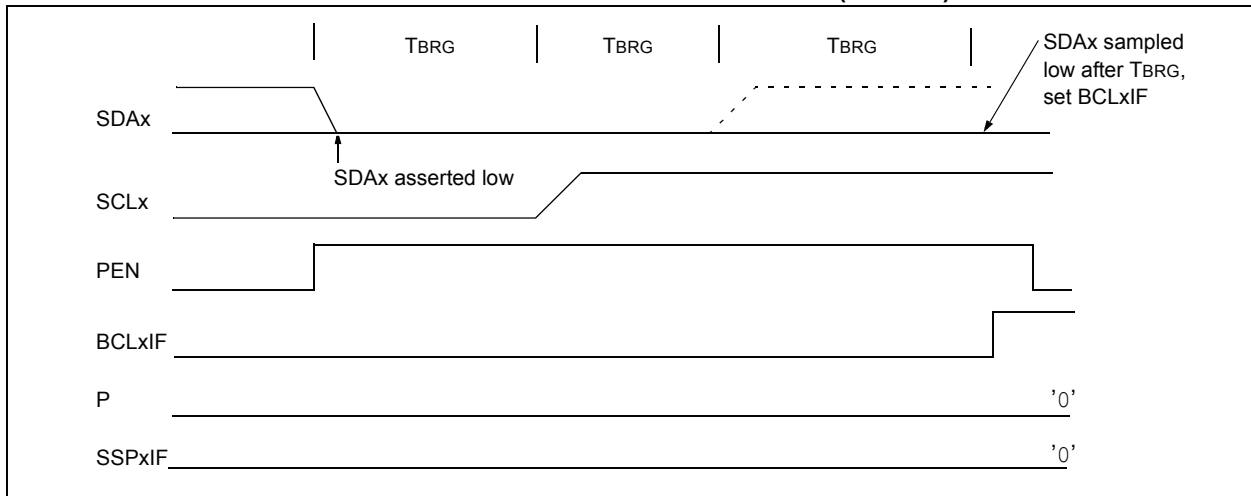 TBRG TBRG TBRG
SDAx sampled
low after TBRG,
set BCLxIF
SDAx
SDAx asserted low
SCLx
PEN
BCLxIF
P '0'
SSPxIF '0'